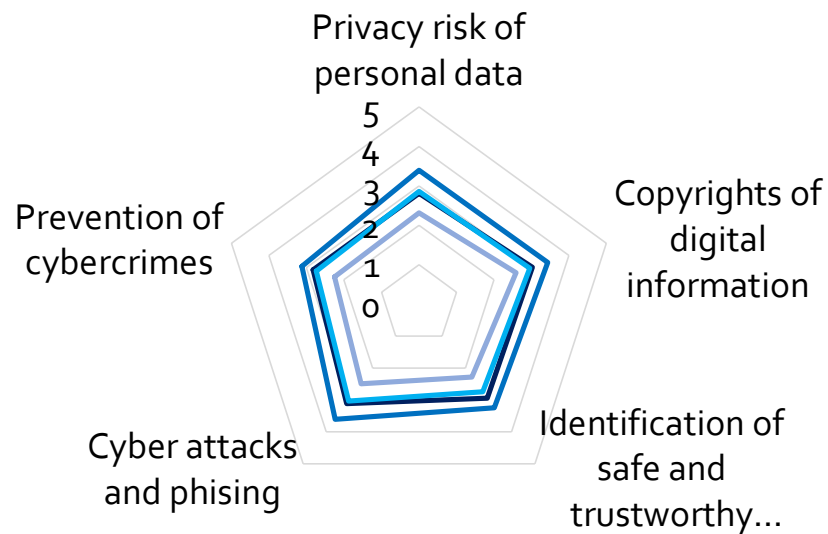 Privacy risk of
personal data
5
4
3
2
1
0
Copyrights of
digital
information
Identification of
safe and
trustworthy...
Cyber attacks
and phising
Prevention of
cybercrimes